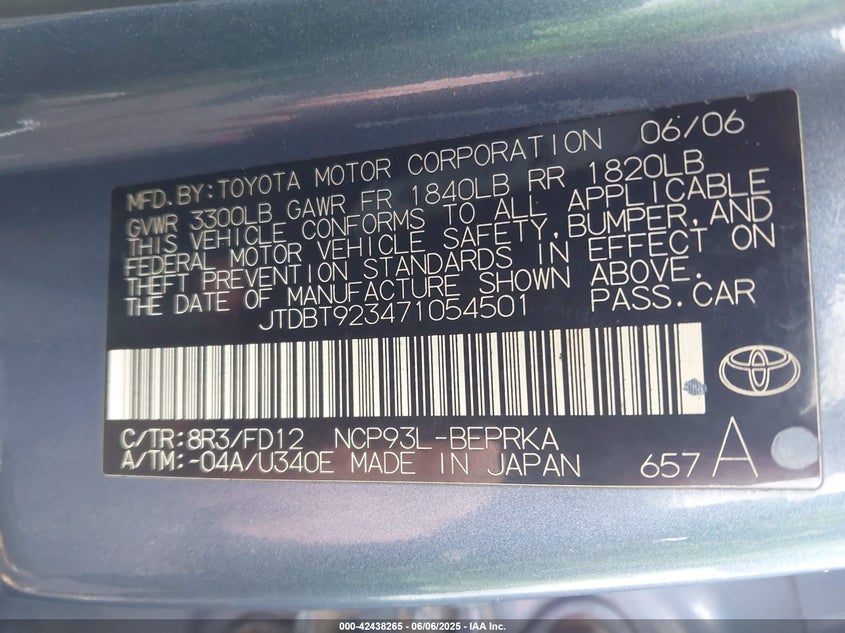 MFD.BY:TOYOTA MOTOR CORPORATION 06/06
GVWR 3300LB GAWR FR 1840LB RR 1820LB
THIS VEHICLE CONFORMS TO ALL APPLICABLE
FEDERAL MOTOR VEHICLE SAFETY,BUMPER,AND
THEFT PREVENTION STANDARDS IN EFFECT ON
THE DATE OF MANUFACTURE SHOWN ABOVE.
JTDBT923471054501 PASS.CAR
C/TR:8R3/FD12 NCP93L-BEPRKA
A/TM:-04A/U340E MADE IN JAPAN 657 A
000-42438265 - 06/06/2025 - IAA Inc.